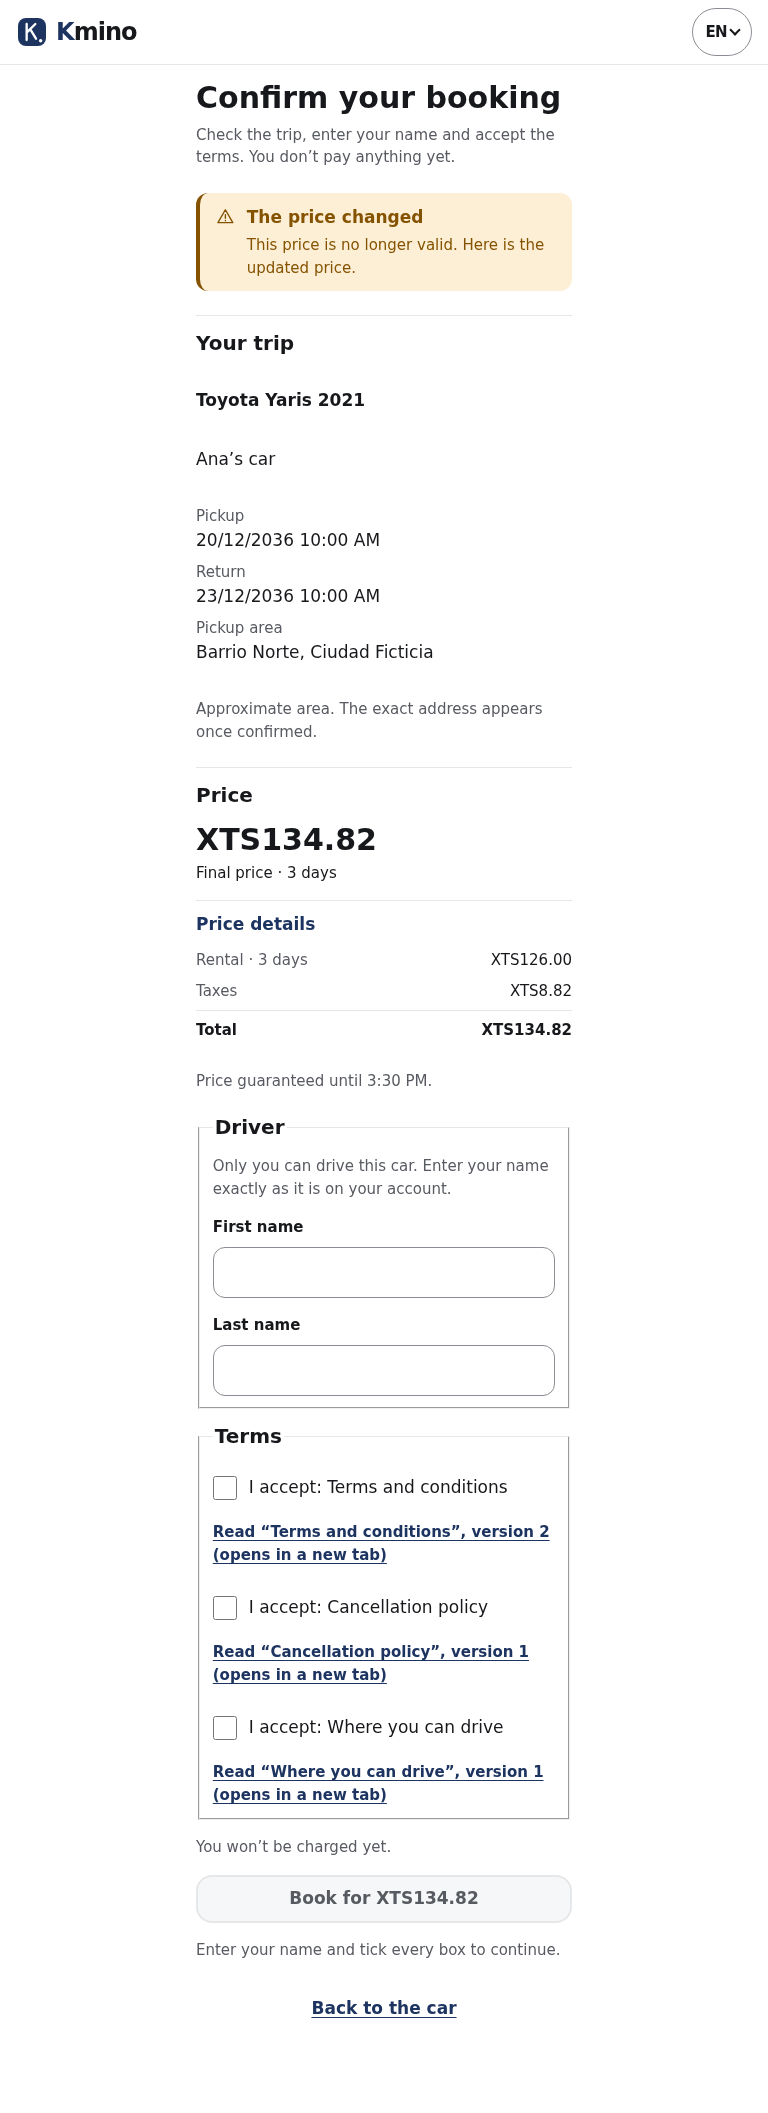 Kmino
EN
Confirm your booking
Check the trip, enter your name and accept the
terms. You don’t pay anything yet.
The price changed
This price is no longer valid. Here is the
updated price.
Your trip
Toyota Yaris 2021
Ana’s car
Pickup
20/12/2036 10:00 AM
Return
23/12/2036 10:00 AM
Pickup area
Barrio Norte, Ciudad Ficticia
Approximate area. The exact address appears
once confirmed.
Price
XTS134.82
Final price · 3 days
Price details
Rental · 3 days XTS126.00
Taxes XTS8.82
Total XTS134.82
Price guaranteed until 3:30 PM.
Driver
Only you can drive this car. Enter your name
exactly as it is on your account.
First name
Last name
Terms
I accept: Terms and conditions
Read “Terms and conditions”, version 2
(opens in a new tab)
I accept: Cancellation policy
Read “Cancellation policy”, version 1
(opens in a new tab)
I accept: Where you can drive
Read “Where you can drive”, version 1
(opens in a new tab)
You won’t be charged yet.
Book for XTS134.82
Enter your name and tick every box to continue.
Back to the car